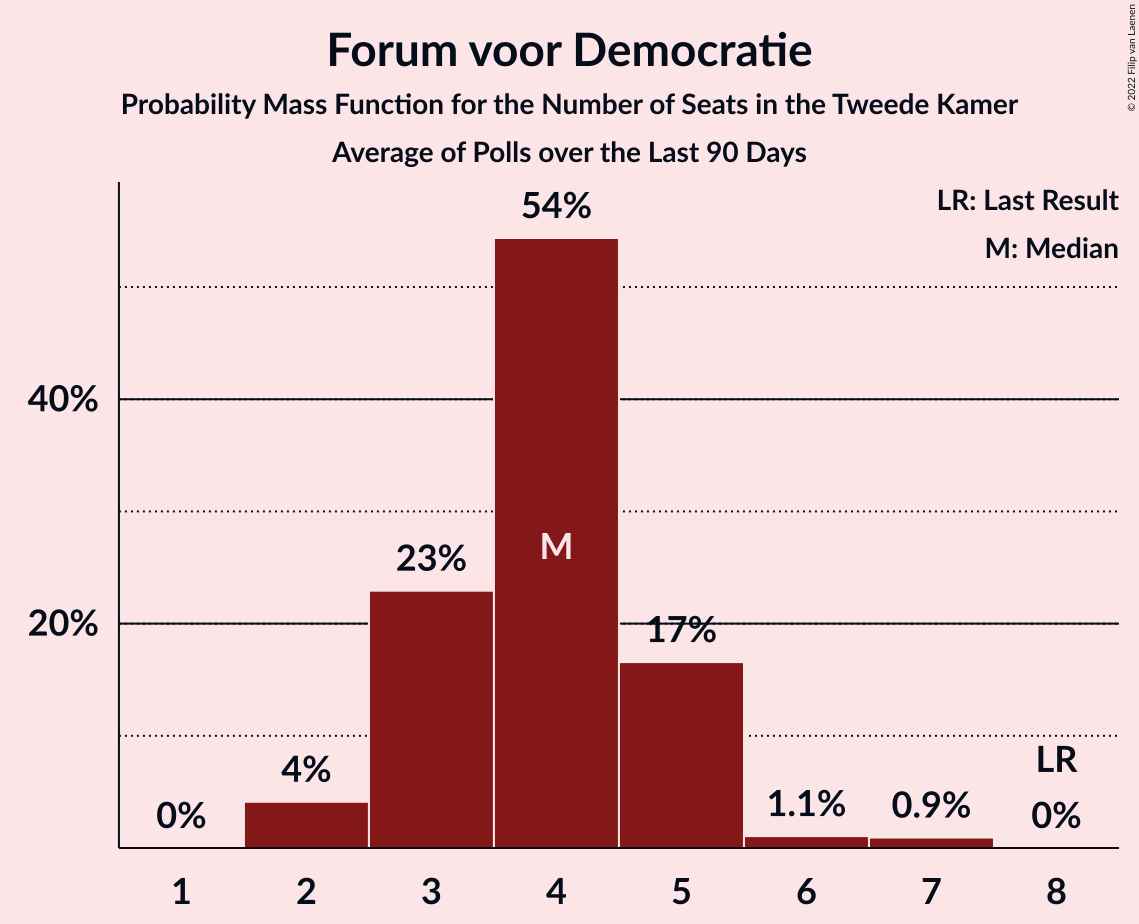 Forum voor Democratie
Probability Mass Function for the Number of Seats in the Tweede Kamer
Average of Polls over the Last 90 Days
© 2022 Filip van Laenen
LR: Last Result
M: Median
54%
40%
M
23%
20%
17%
4%
LR
0%
1.1%
0.9%
0%
1 2 3 4 5 6 7 8